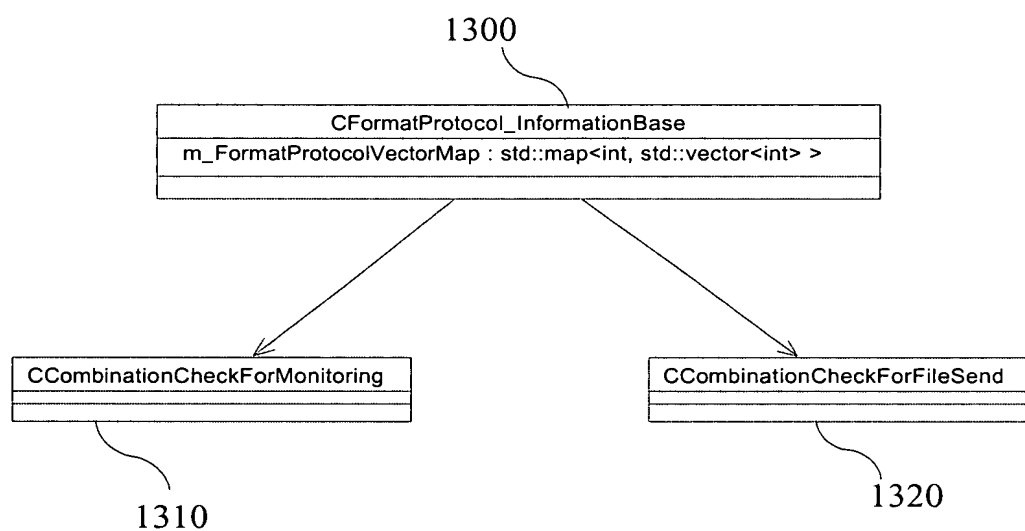 1300
CFormatProtocol_InformationBase
m_FormatProtocolVectorMap : std::map<int, std::vector<int> >
CCombinationCheckForMonitoring
CCombinationCheckForFileSend
1310
1320